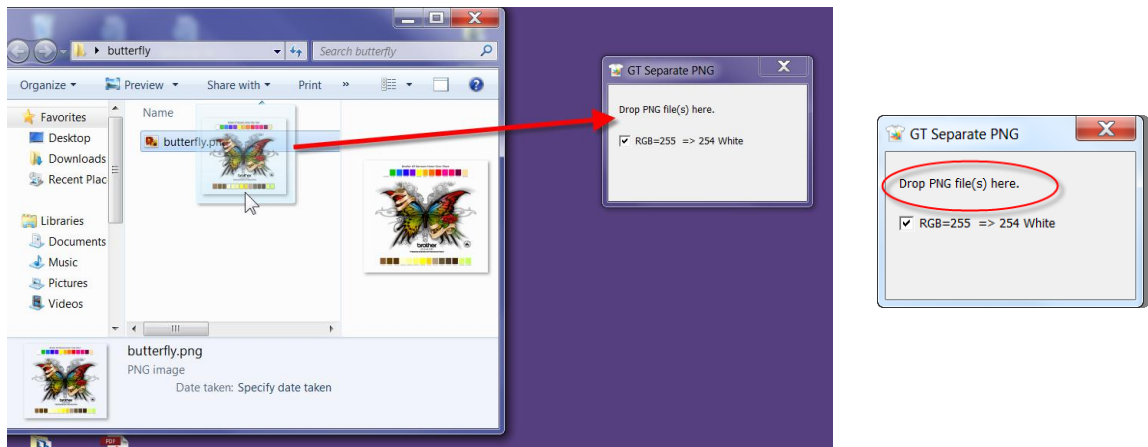 butterfly
Search butterfly
Organize
Preview
Share with
Print
»
Favorites
Desktop
Downloads
Recent Plac
Libraries
Documents
Music
Pictures
Videos
Name
butterfly.png
brother
butterfly.png
PNG image
Date taken: Specify date taken
PDF
GT Separate PNG
Drop PNG file(s) here.
RGB=255 => 254 White
GT Separate PNG
Drop PNG file(s) here.
RGB=255 => 254 White